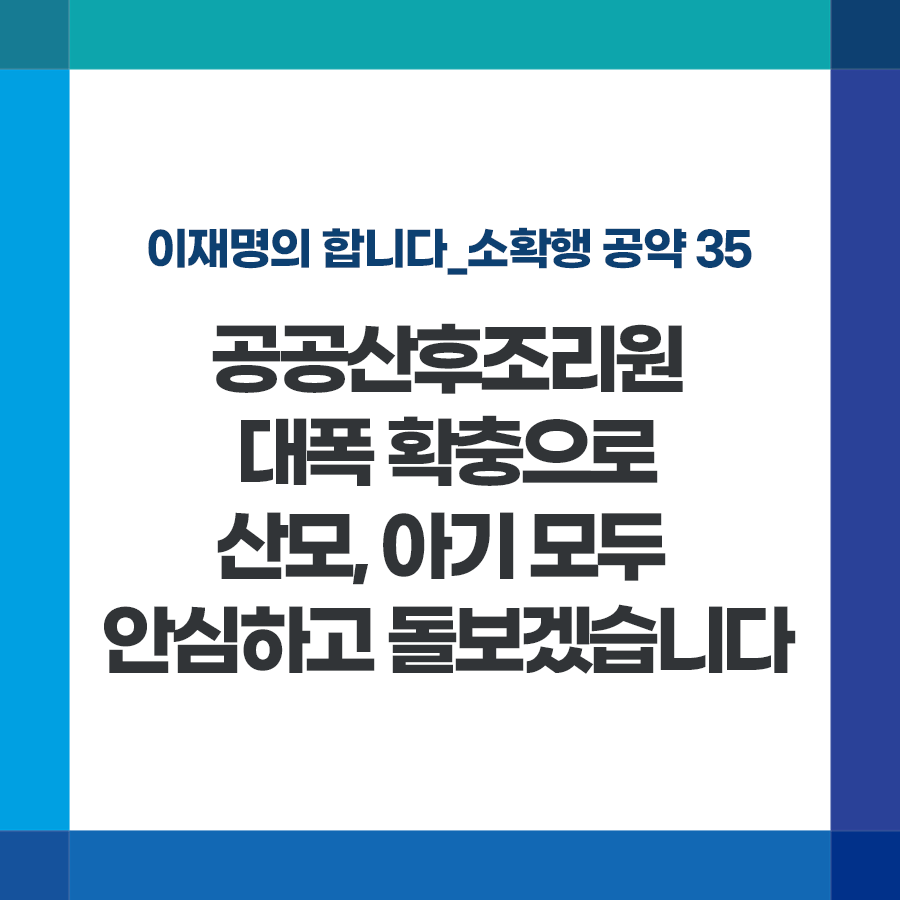 이재명의 합니다_소확행 공약 35
공공산후조리원
대폭 확충으로
산모, 아기 모두
안심하고 돌보겠습니다